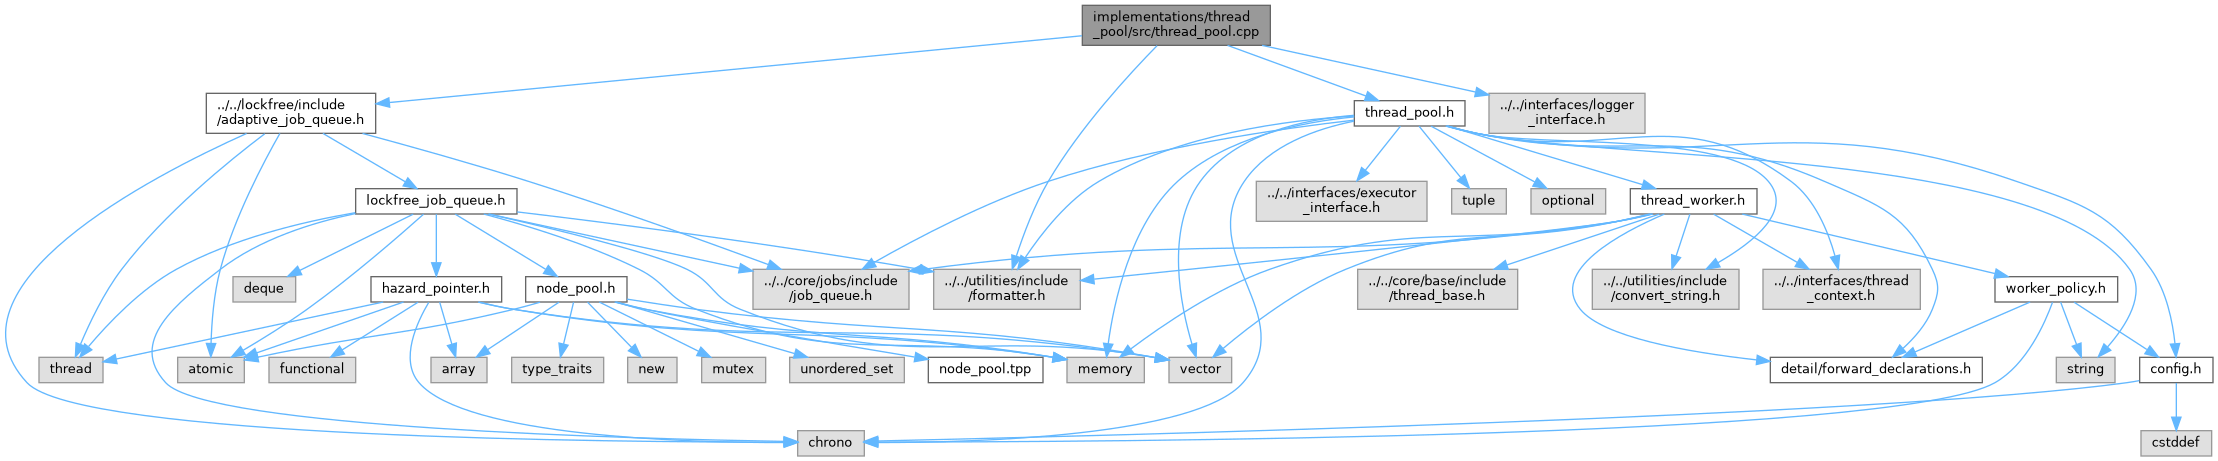 implementations/thread
_pool/src/thread_pool.cpp
../../lockfree/include
/adaptive_job_queue.h
thread_pool.h
../../interfaces/logger
_interface.h
lockfree_job_queue.h
../../interfaces/executor
_interface.h
tuple
optional
thread_worker.h
deque
hazard_pointer.h
node_pool.h
../../core/jobs/include
/job_queue.h
../../utilities/include
/formatter.h
../../core/base/include
/thread_base.h
../../utilities/include
/convert_string.h
../../interfaces/thread
_context.h
worker_policy.h
thread
atomic
functional
array
type_traits
new
mutex
unordered_set
node_pool.tpp
memory
vector
detail/forward_declarations.h
string
config.h
chrono
cstddef